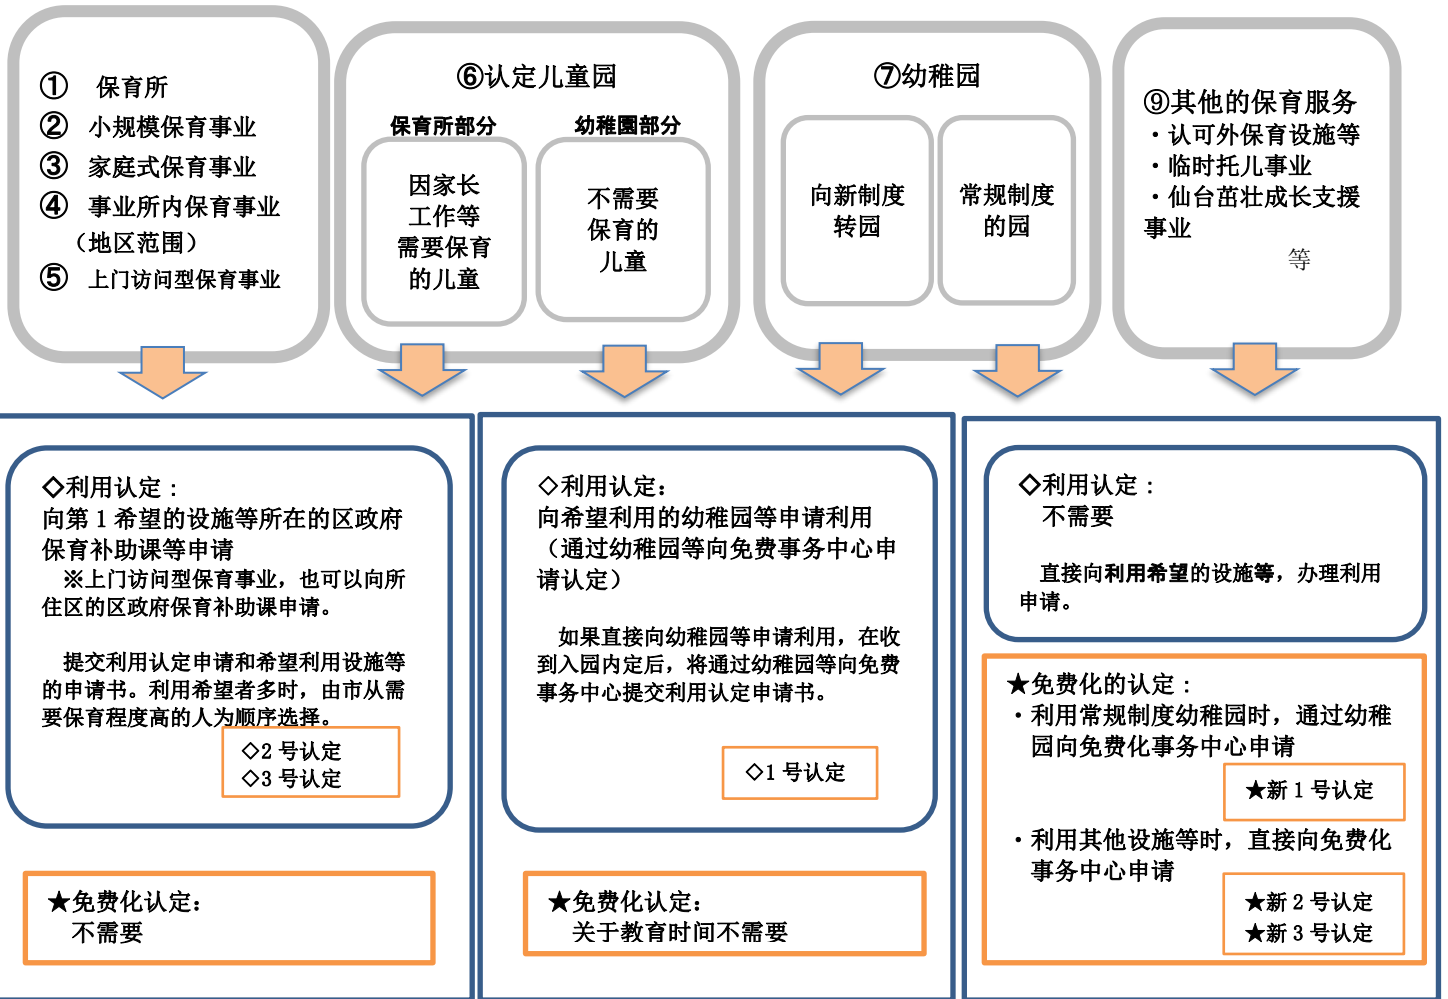 ① 保育所
② 小规模保育事业
③ 家庭式保育事业
④ 事业所内保育事业
（地区范围）
⑤ 上门访问型保育事业
⑥认定儿童园
保育所部分
因家长
工作等
需要保育
的儿童
幼稚園部分
不需要
保育的
儿童
⑦幼稚园
向新制度
转园
常规制度
的园
⑨其他的保育服务
・认可外保育设施等
・临时托儿事业
・仙台茁壮成长支援
事业
等
◇利用认定：
向第 1 希望的设施等所在的区政府
保育补助课等申请
※上门访问型保育事业，也可以向所
住区的区政府保育补助课申请。
提交利用认定申请和希望利用设施等
的申请书。利用希望者多时，由市从需
要保育程度高的人为顺序选择。
◇2 号认定
◇3 号认定
★免费化认定：
不需要
◇利用认定：
向希望利用的幼稚园等申请利用
（通过幼稚园等向免费事务中心申
请认定）
如果直接向幼稚园等申请利用，在收
到入园内定后，将通过幼稚园等向免费
事务中心提交利用认定申请书。
◇1 号认定
★免费化认定：
关于教育时间不需要
◇利用认定：
不需要
直接向利用希望的设施等，办理利用
申请。
★免费化的认定：
・利用常规制度幼稚园时，通过幼稚
园向免费化事务中心申请
★新 1 号认定
・利用其他设施等时，直接向免费化
事务中心申请
★新 2 号认定
★新 3 号认定